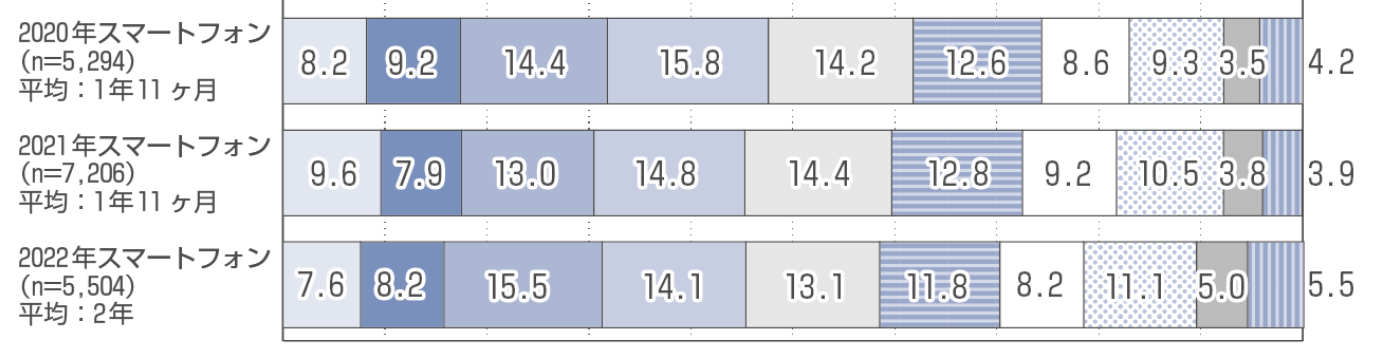 2020年スマートフォン
(n=5,294)
平均：1年11ヶ月
8.2 9.2 14.4 15.8 14.2 12.6 8.6 9.3 3.5 4.2
2021年スマートフォン
(n=7,206)
平均：1年11ヶ月
9.6 7.9 13.0 14.8 14.4 12.8 9.2 10.5 3.8 3.9
2022年スマートフォン
(n=5,504)
平均：2年
7.6 8.2 15.5 14.1 13.1 11.8 8.2 11.1 5.0 5.5